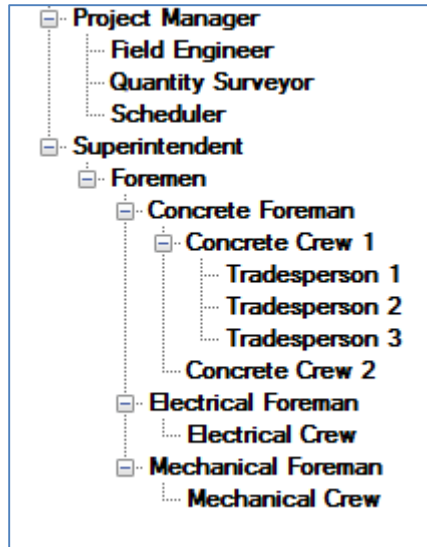 Project Manager
Field Engineer
Quantity Surveyor
Scheduler
Superintendent
Foremen
Concrete Foreman
Concrete Crew 1
Tradesperson 1
Tradesperson 2
Tradesperson 3
Concrete Crew 2
Electrical Foreman
Electrical Crew
Mechanical Foreman
Mechanical Crew